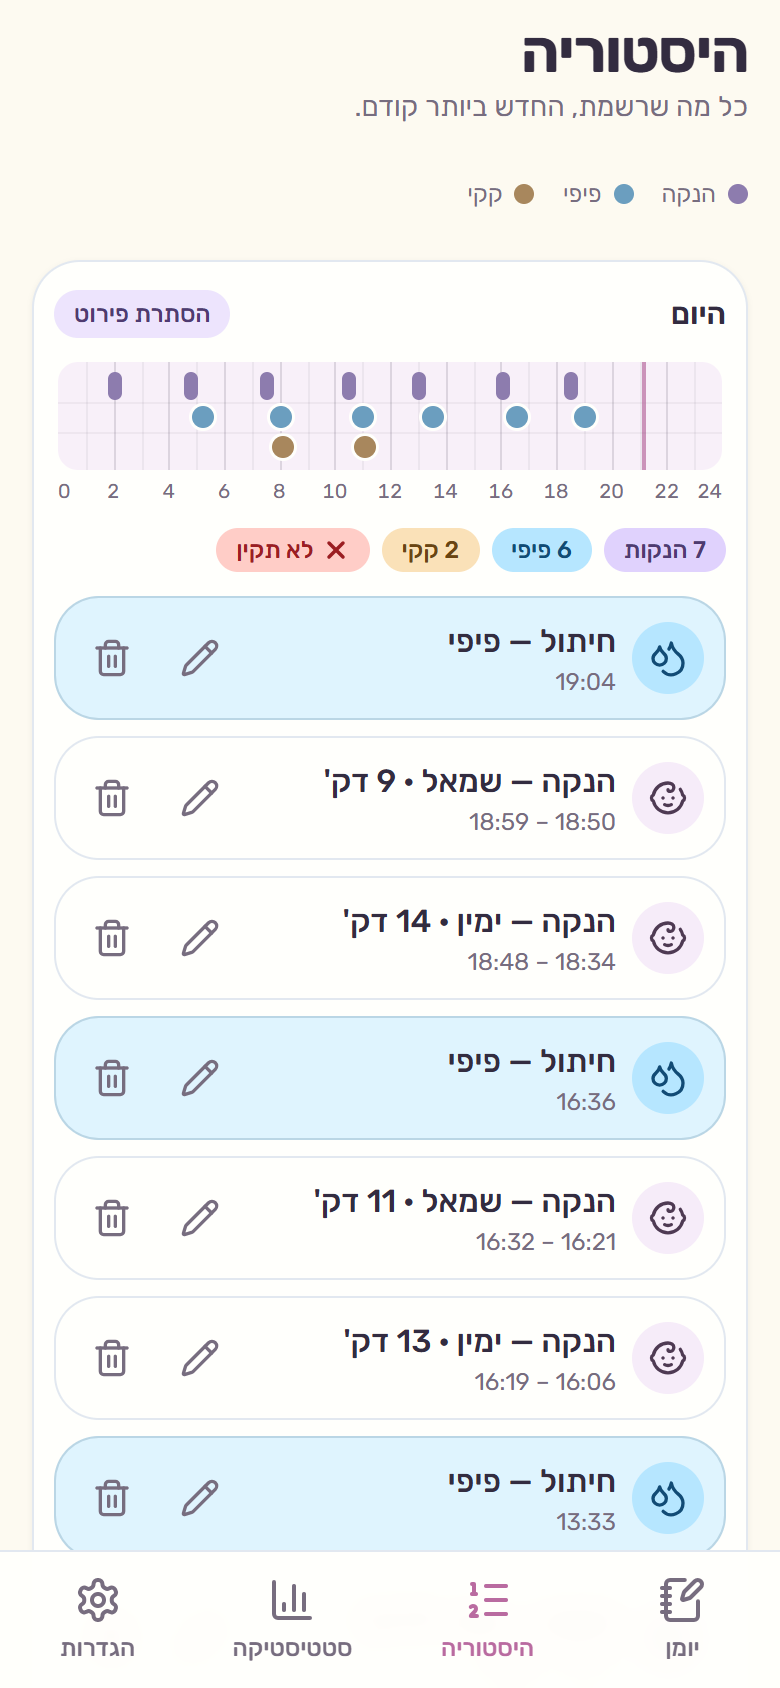 היסטוריה
כל מה שרשמת, החדש ביותר קודם.
הנקה פיפי קקי
היום הסתרת פירוט
0 2 4 6 8 10 12 14 16 18 20 22 24
7 הנקות 6 פיפי 2 קקי לא תקין
חיתול – פיפי
19:04
הנקה – שמאל • 9 דק'
18:50 – 18:59
הנקה – ימין • 14 דק'
18:34 – 18:48
חיתול – פיפי
16:36
הנקה – שמאל • 11 דק'
16:21 – 16:32
הנקה – ימין • 13 דק'
16:06 – 16:19
חיתול – פיפי
13:33
יומן היסטוריה סטטיסטיקה הגדרות